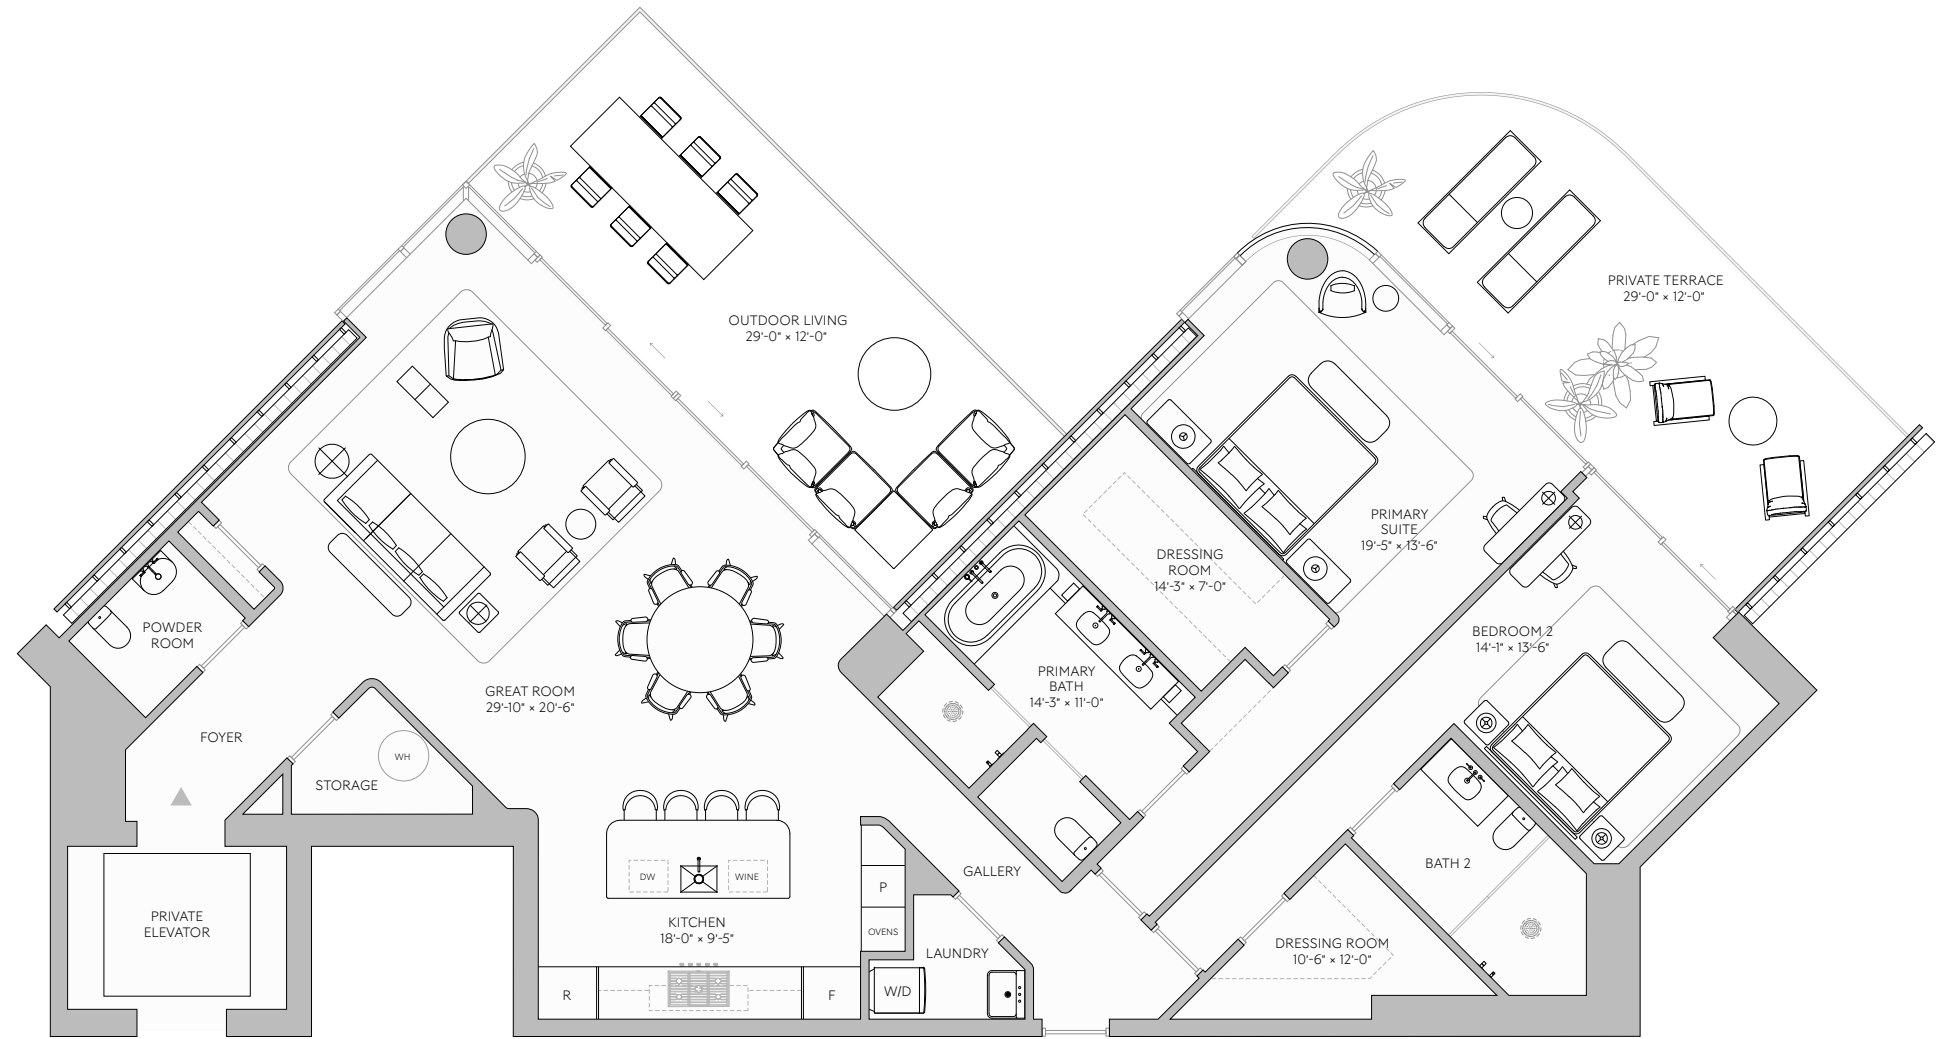 OUTDOOR LIVING
29'-0" × 12'-0"
PRIVATE TERRACE
29'-0" × 12'-0"
PRIMARY
SUITE
19'-5" × 13'-6"
DRESSING
ROOM
14'-3" × 7'-0"
POWDER
ROOM
BEDROOM 2
14'-1" × 13'-6"
PRIMARY
BATH
14'-3" × 11'-0"
GREAT ROOM
29'-10" × 20'-6"
FOYER
WH
STORAGE
DW
WINE
GALLERY
BATH 2
P
PRIVATE
ELEVATOR
KITCHEN
18'-0" × 9'-5"
OVENS
LAUNDRY
DRESSING ROOM
10'-6" × 12'-0"
R
F
W/D